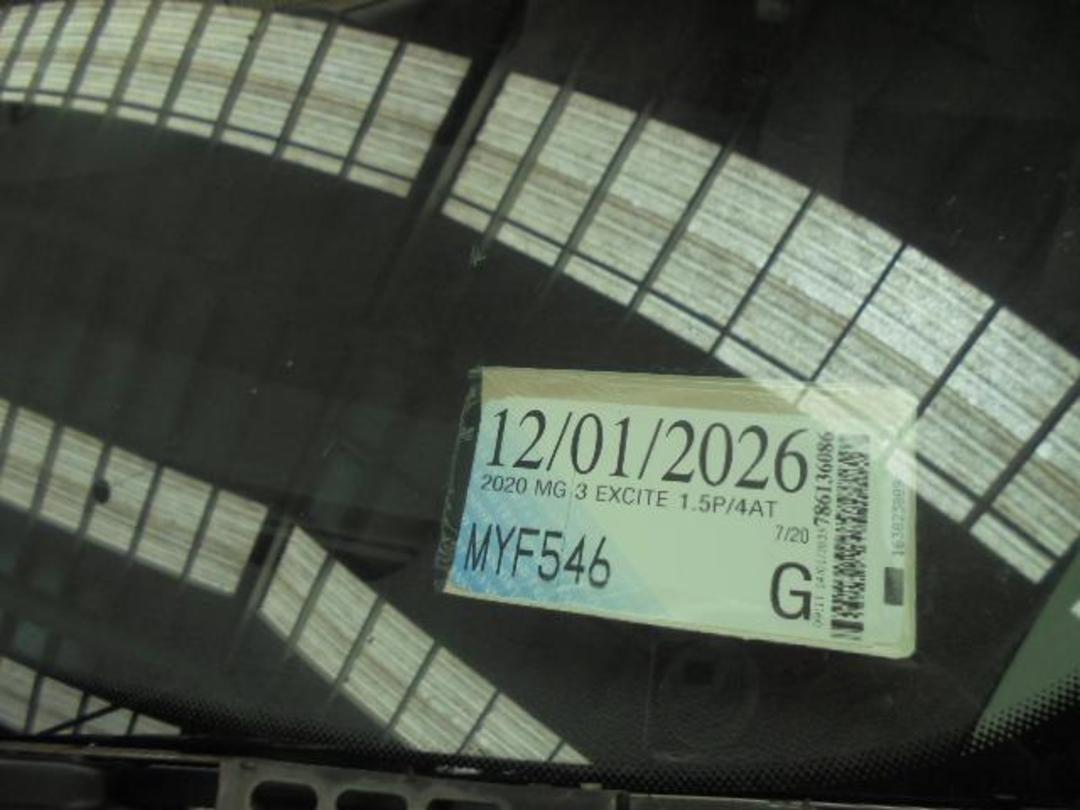 12/01/2026
2020 MG 3 EXCITE 1.5P/4AT
7/20
MYF546
G
786136086